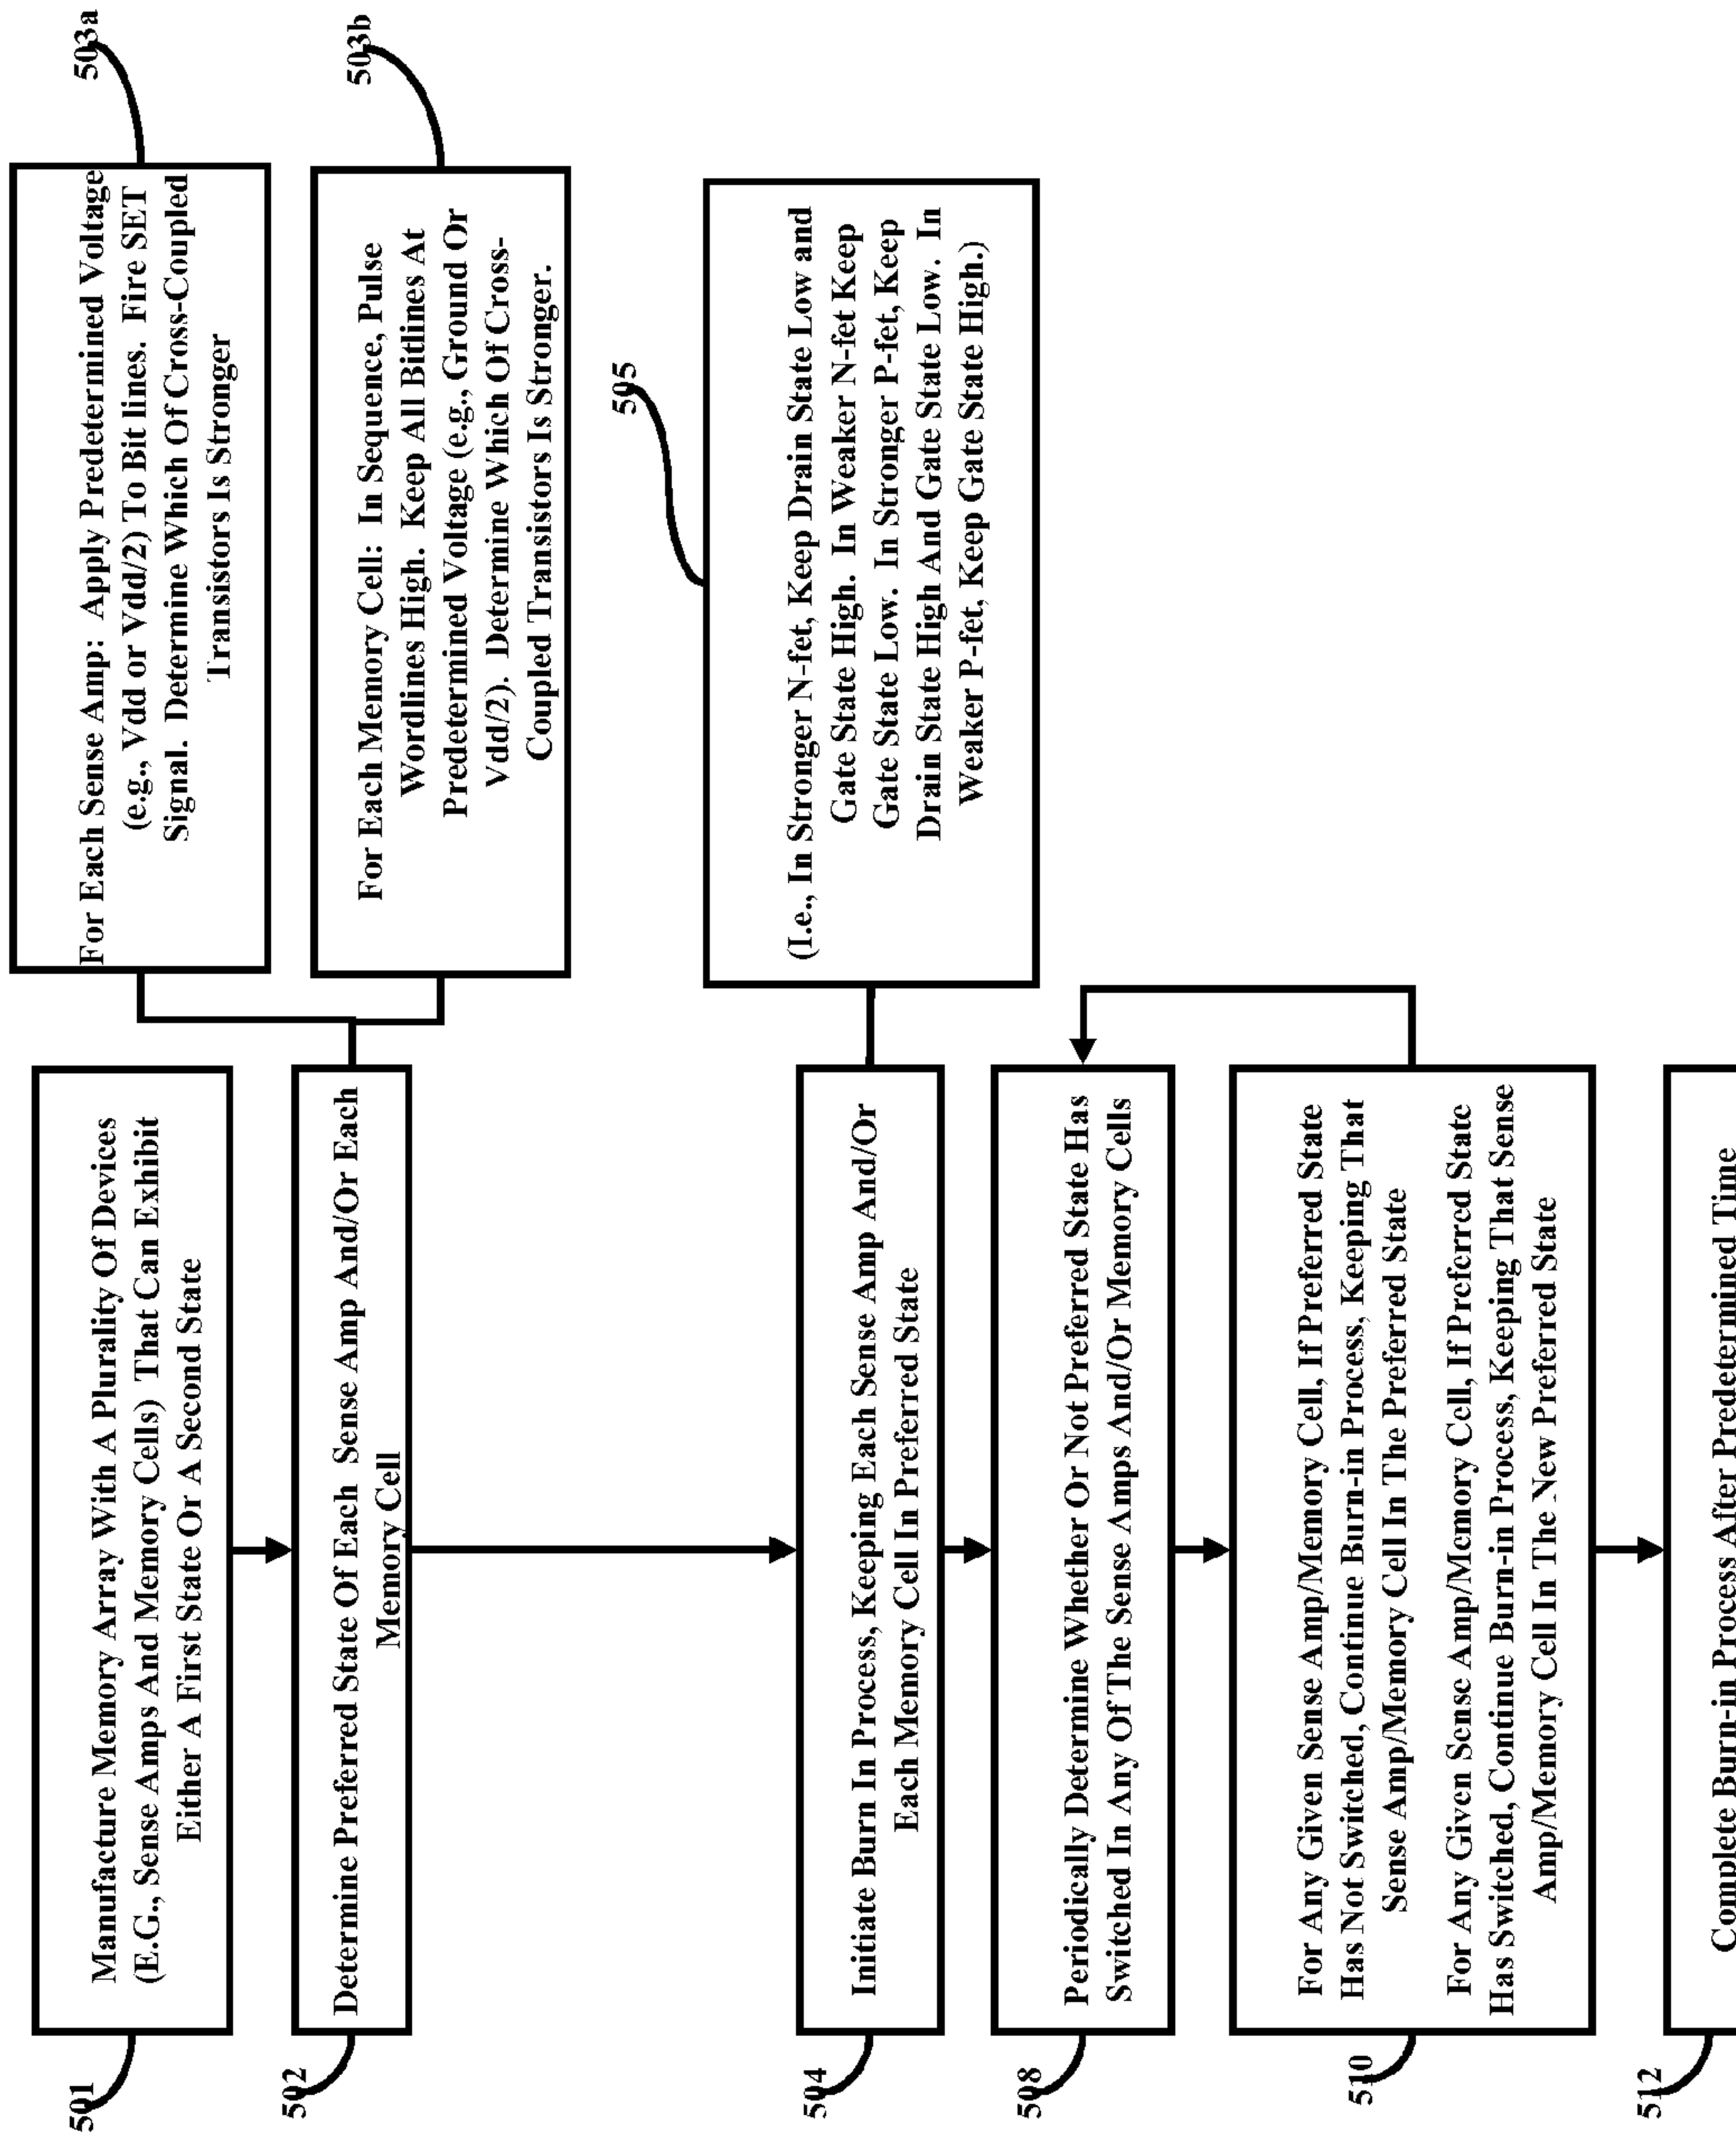 501
Manufacture Memory Array With A Plurality Of Devices
(E.G., Sense Amps And Memory Cells) That Can Exhibit
Either A First State Or A Second State
502
Determine Preferred State Of Each Sense Amp And/Or Each
Memory Cell
503a
For Each Sense Amp: Apply Predetermined Voltage
(e.g., Vdd or Vdd/2) To Bit lines. Fire SET
Signal. Determine Which Of Cross-Coupled
Transistors Is Stronger
503b
For Each Memory Cell: In Sequence, Pulse
Wordlines High. Keep All Bitlines At
Predetermined Voltage (e.g., Ground Or
Vdd/2). Determine Which Of Cross-
Coupled Transistors Is Stronger.
504
Initiate Burn In Process, Keeping Each Sense Amp And/Or
Each Memory Cell In Preferred State
505
(I.e., In Stronger N-fet, Keep Drain State Low and
Gate State High. In Weaker N-fet Keep
Gate State Low. In Stronger P-fet, Keep
Drain State High And Gate State Low. In
Weaker P-fet, Keep Gate State High.)
508
Periodically Determine Whether Or Not Preferred State Has
Switched In Any Of The Sense Amps And/Or Memory Cells
510
For Any Given Sense Amp/Memory Cell, If Preferred State
Has Not Switched, Continue Burn-in Process, Keeping That
Sense Amp/Memory Cell In The Preferred State
For Any Given Sense Amp/Memory Cell, If Preferred State
Has Switched, Continue Burn-in Process, Keeping That Sense
Amp/Memory Cell In The New Preferred State
512
Complete Burn-in Process After Predetermined Time